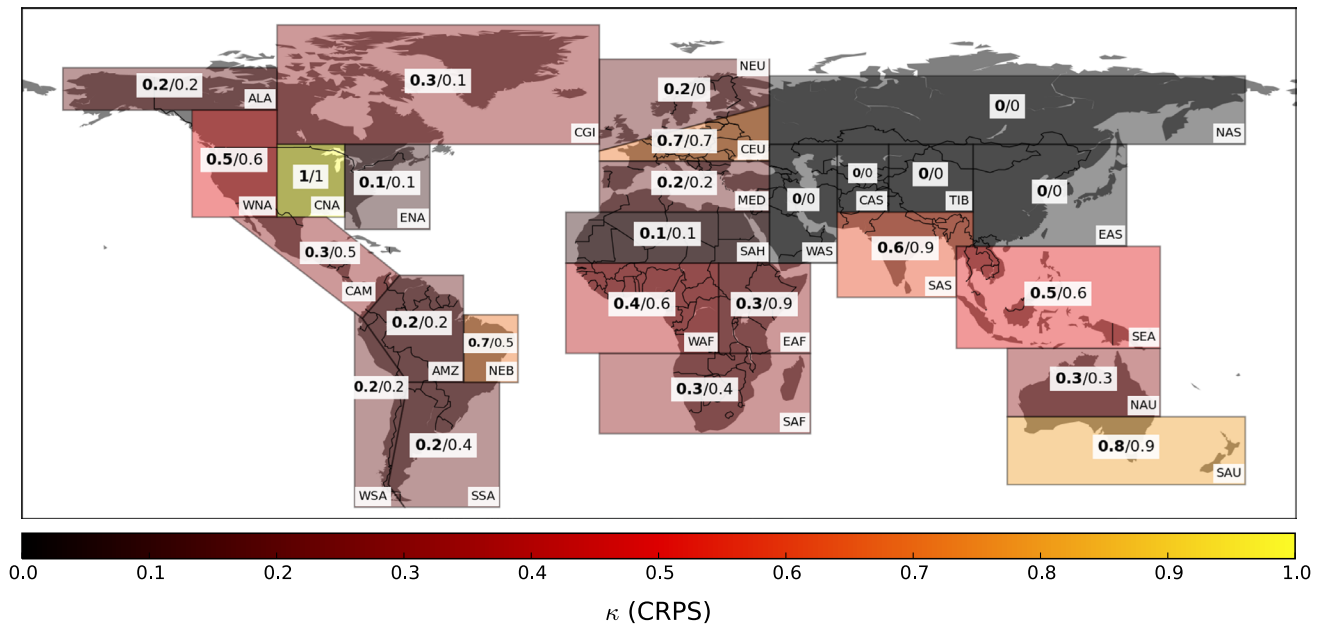 NEU
0.2/0.2
0.3/0.1
0.2/0
ALA
0/0
CGI
NAS
0.7/0.7
CEU
0.5/0.6
1/1
0.1/0.1
0.2/0.2
0/0
0/0
0/0
0/0
WNA
CNA
ENA
MED
CAS
TIB
0.1/0.1
SAH
WAS
EAS
0.3/0.5
0.6/0.9
CAM
SAS
0.4/0.6
0.3/0.9
0.5/0.6
0.2/0.2
WAF
EAF
SEA
0.7/0.5
AMZ
NEB
0.3/0.3
0.2/0.2
0.3/0.4
NAU
SAF
0.2/0.4
0.8/0.9
SAU
WSA
SSA
0.0 0.1 0.2 0.3 0.4 0.5 0.6 0.7 0.8 0.9 1.0
κ (CRPS)